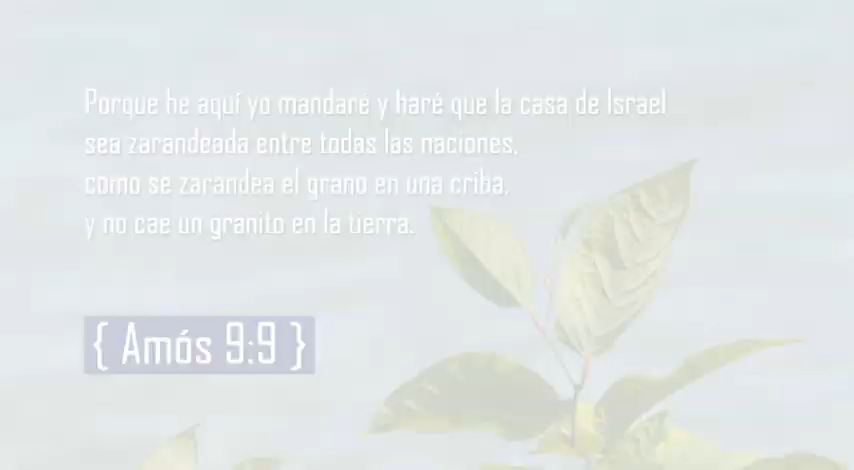 Porque he aquí yo mandaré y haré que la casa de Israel
sea zarandeada entre todas las naciones,
como se zarandea el grano en una criba,
y no cae un granito en la tierra.
{ Amós 9:9 }